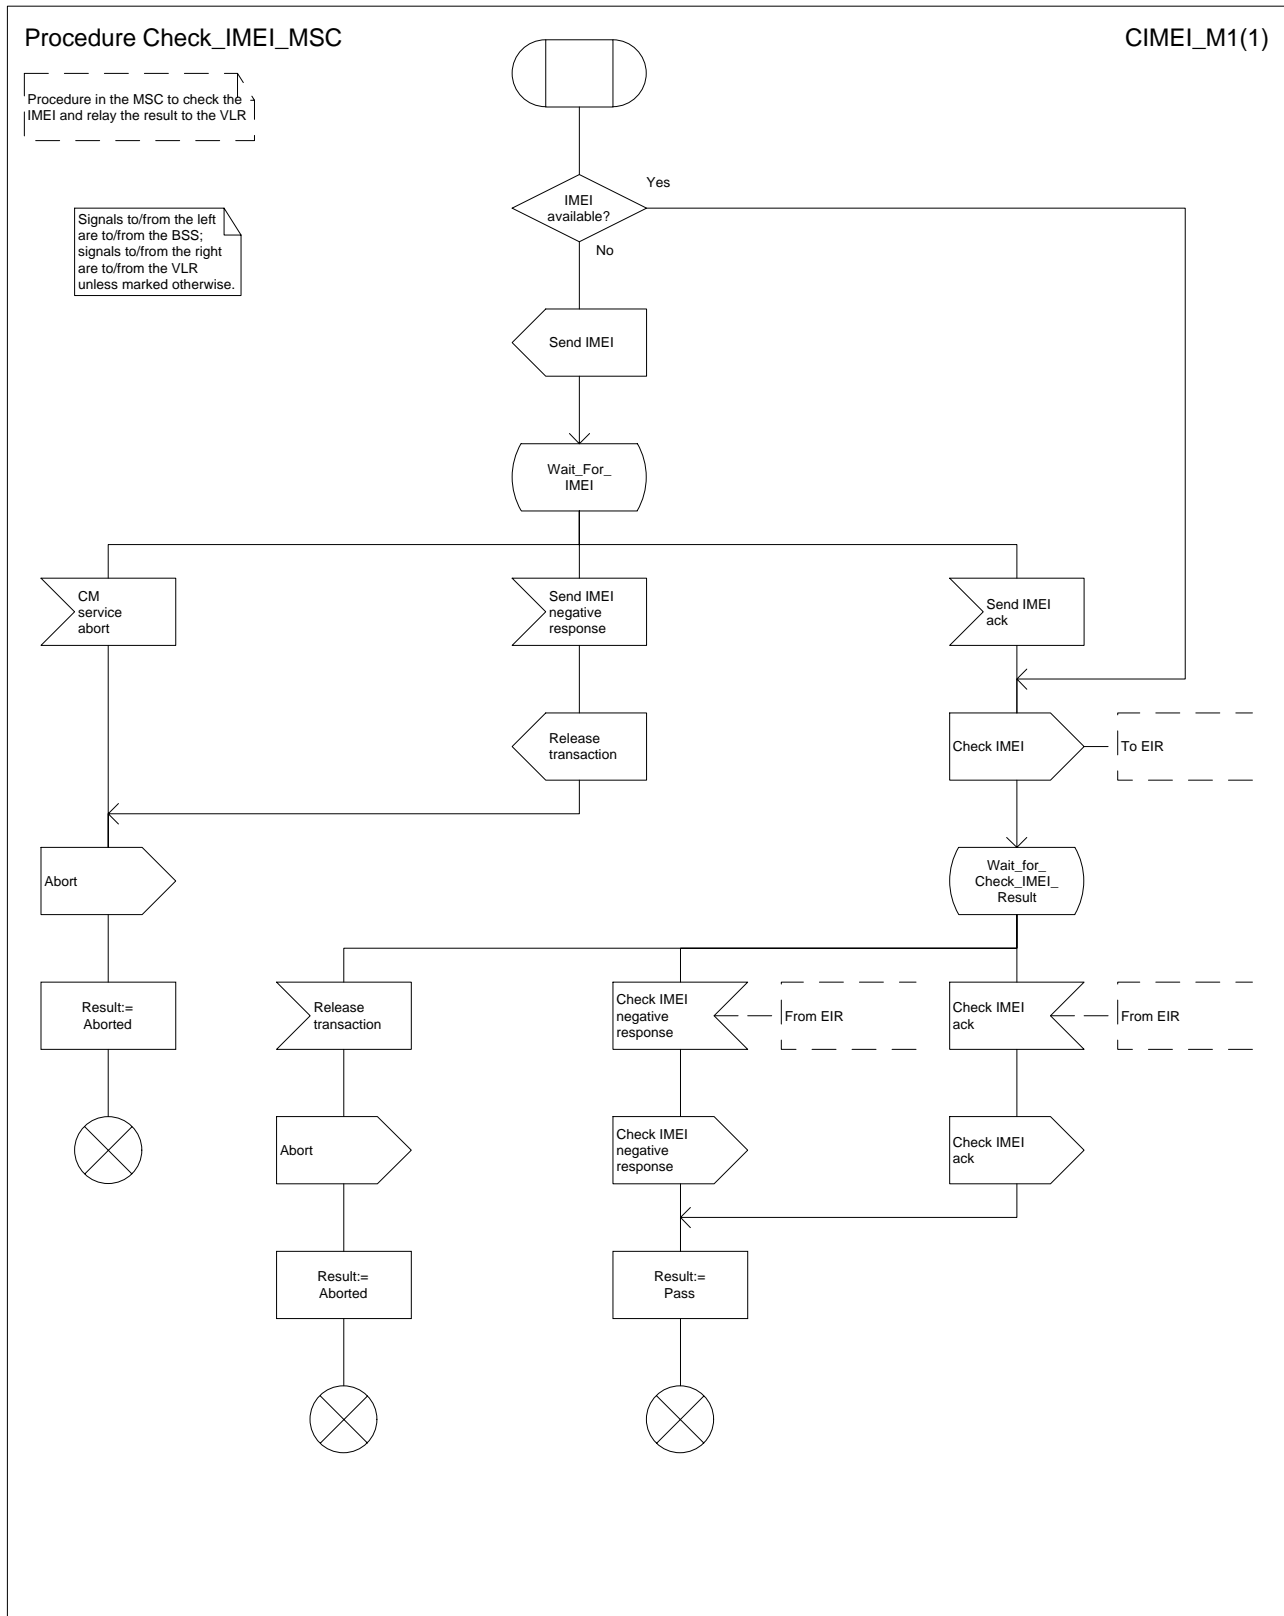 Procedure Check_IMEI_MSC
CIMEI_M1(1)
Procedure in the MSC to check the
IMEI and relay the result to the VLR
Signals to/from the left
are to/from the BSS;
signals to/from the right
are to/from the VLR
unless marked otherwise.
IMEI
available?
Yes
No
Send IMEI
Wait_For_
IMEI
CM
service
abort
Send IMEI
negative
response
Send IMEI
ack
Release
transaction
Check IMEI
To EIR
Abort
Wait_for_
Check_IMEI_
Result
Result:=
Aborted
Release
transaction
Check IMEI
negative
response
From EIR
Check IMEI
ack
From EIR
Abort
Check IMEI
negative
response
Check IMEI
ack
Result:=
Aborted
Result:=
Pass